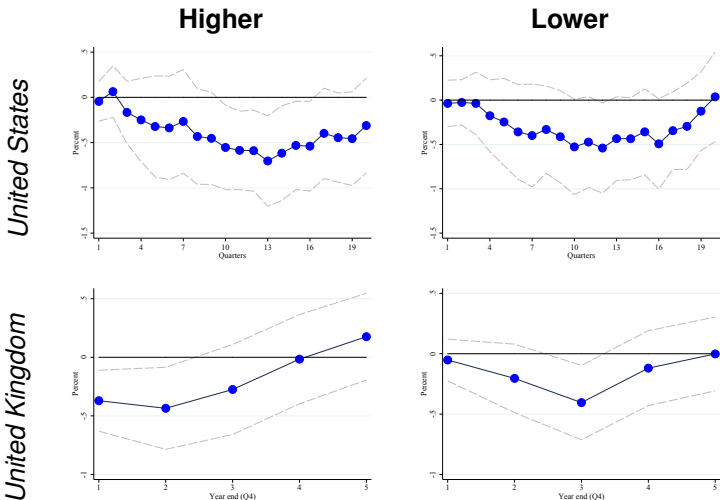 Higher
Lower
United States
Percent
.5
0
-.5
-1
-1.5
1 4 7 10 13 16 19
Quarters
Percent
.5
0
-.5
-1
-1.5
1 4 7 10 13 16 19
Quarters
United Kingdom
Percent
.5
0
-.5
-1
1 2 3 4 5
Year end (Q4)
Percent
.5
0
-.5
-1
1 2 3 4 5
Year end (Q4)